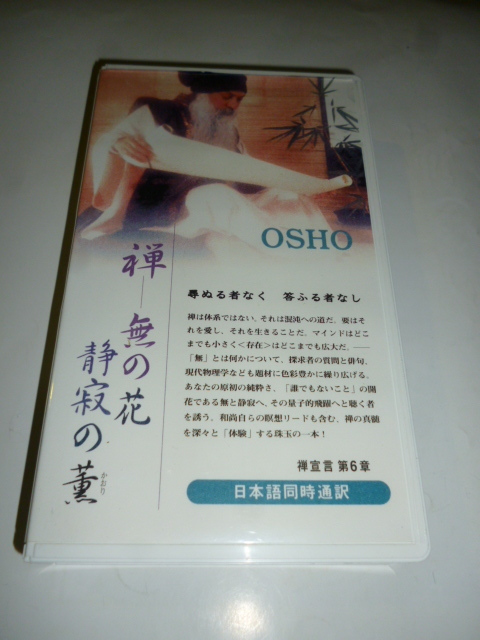 OSHO
禅─無の花
静寂の薫
かおり
尋ぬる者なく 答ふる者なし
禅は体系ではない。それは混沌への道だ。要はそ
れを愛し、それを生きることだ。マインドはどこ
までも小さく＜存在＞はどこまでも広大だ。――
「無」とは何かについて、探求者の質問と俳句、
現代物理学なども題材に色彩豊かに繰り広げる。
あなたの原初の純粋さ、「誰でもないこと」の開
花である無と静寂へ、その量子的飛躍へと聴く者
を誘う、和尚自らの瞑想リードも含む、禅の真髄
を深々と「体験」する珠玉の一本！
禅宣言 第6章
日本語同時通訳